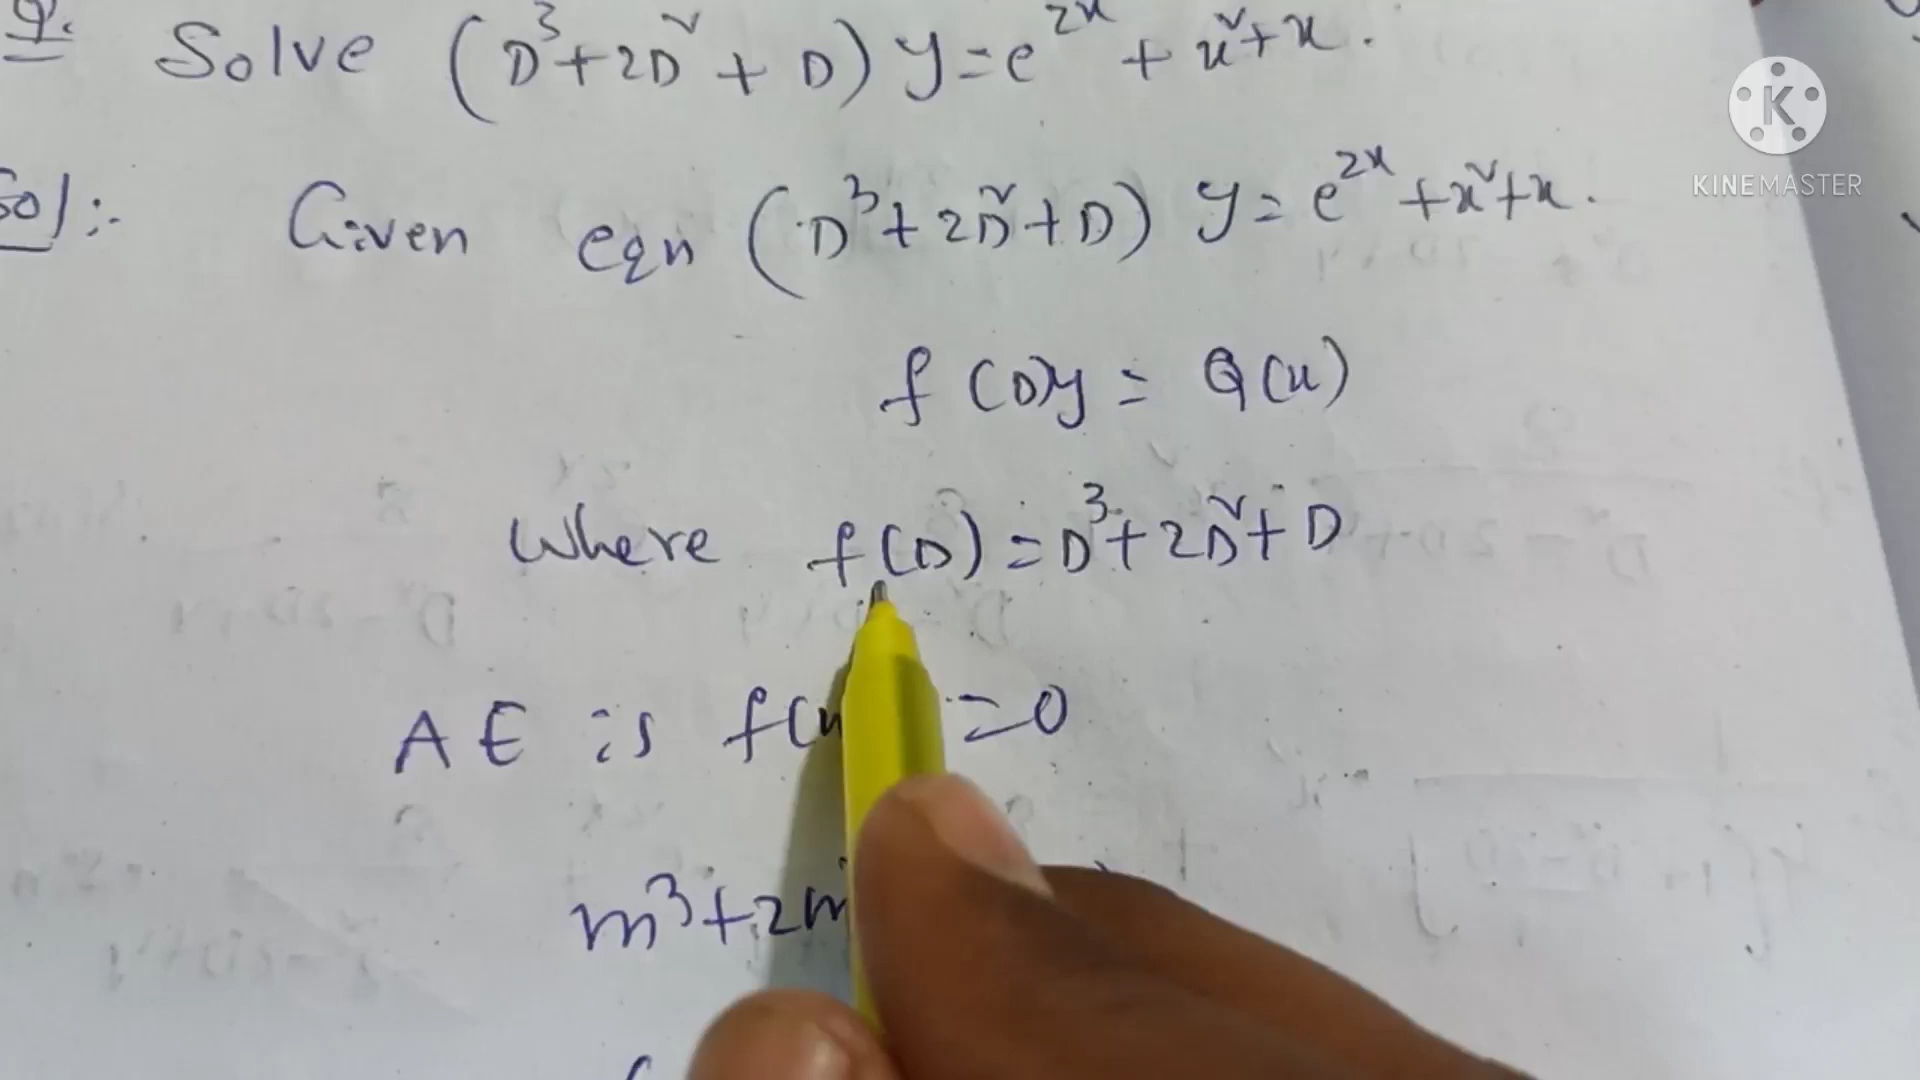 Q. Solve (D³+2D²+D) y=e²ˣ + x²+x.
Sol:- Given eqn (D³+2D²+D) y=e²ˣ+x²+x.
f(D)y = Q(x)
Where f(D)=D³+2D²+D
AE is f( =0
m³+2m
KINEMASTER